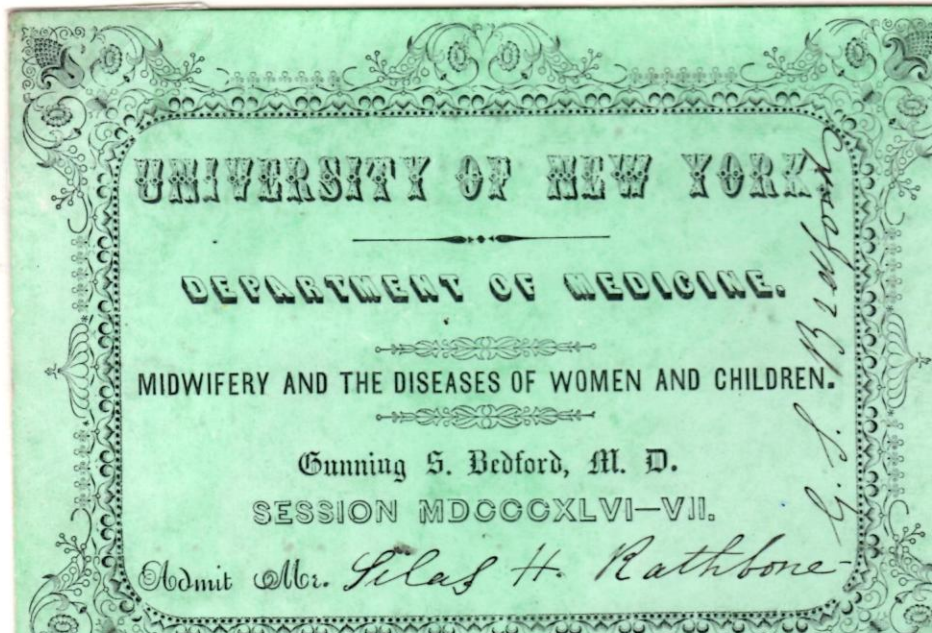 UNIVERSITY OF NEW YORK.
DEPARTMENT OF MEDICINE.
MIDWIFERY AND THE DISEASES OF WOMEN AND CHILDREN.
Gunning S. Bedford, M. D.
SESSION MDCCCXLVI—VII.
Admit Mr. Silas H. Rathbone
G. S. Bedford